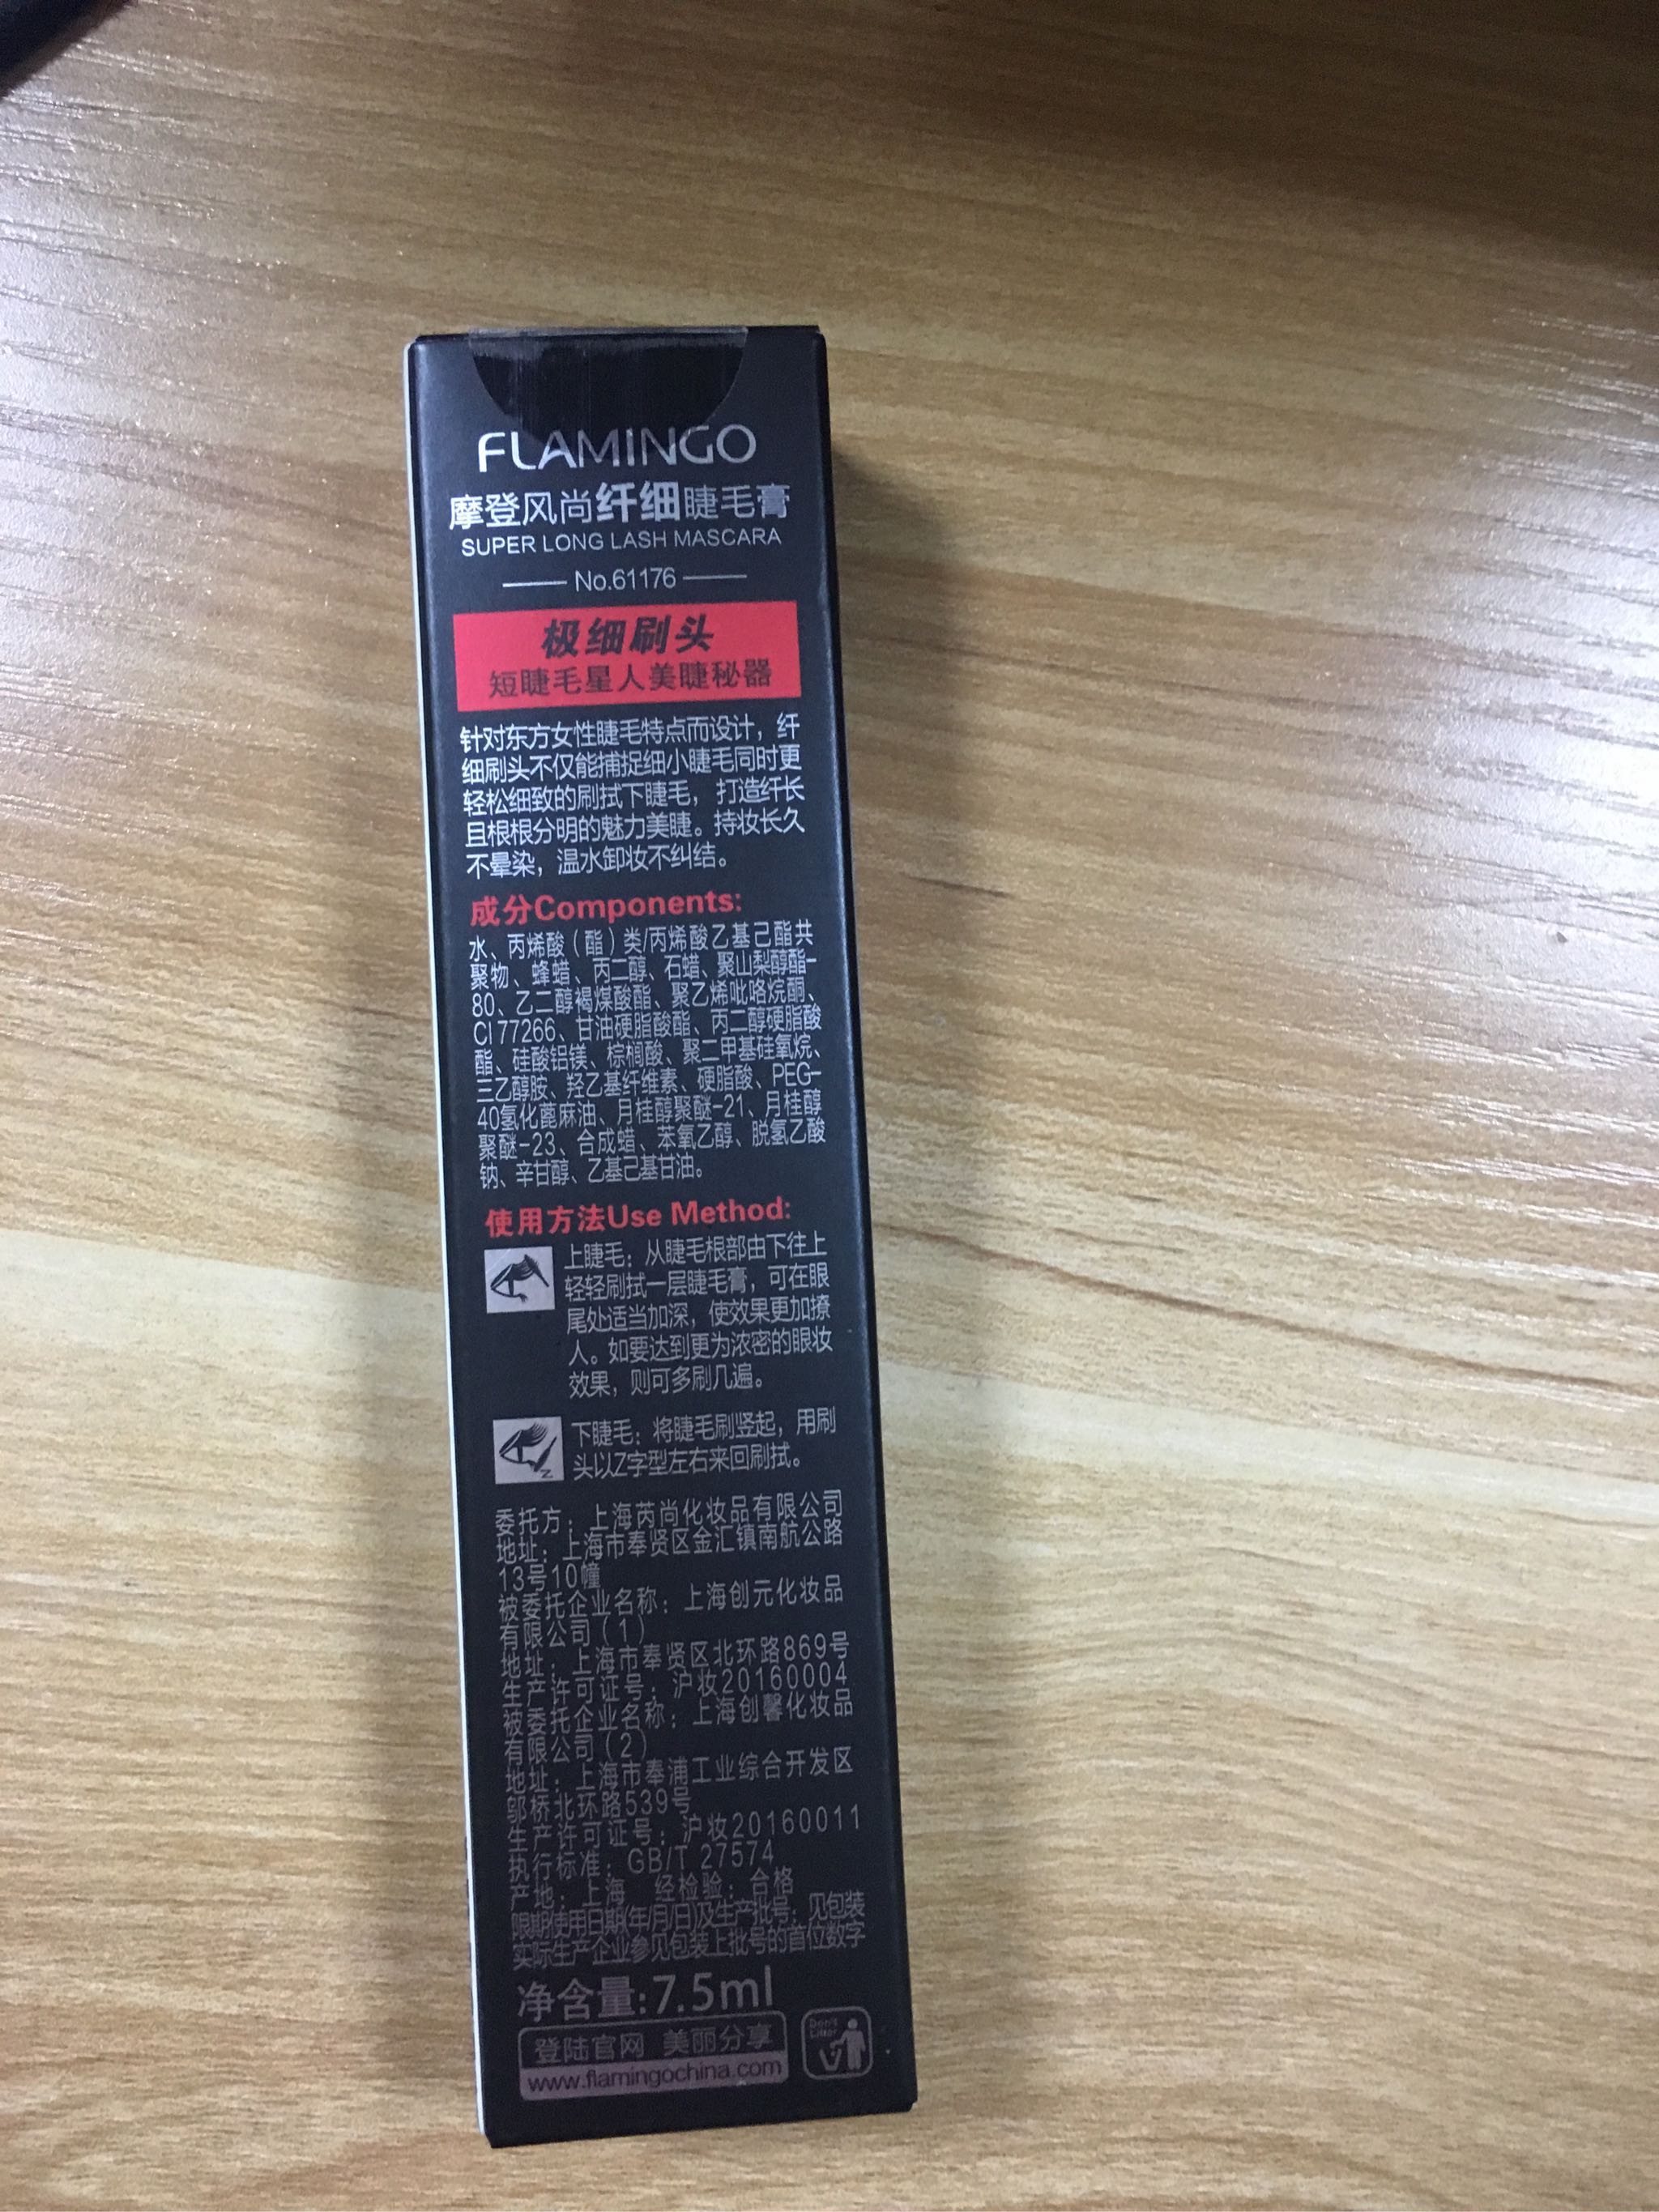 FLAMINGO
摩登风尚纤细睫毛膏
SUPER LONG LASH MASCARA
No.61176
极细刷头
短睫毛星人美睫秘器
针对东方女性睫毛特点而设计，纤
细刷头不仅能捕捉细小睫毛同时更
轻松细致的刷拭下睫毛，打造纤长
且根根分明的魅力美睫。持妆长久
不晕染，温水卸妆不纠结。
成分Components:
水、丙烯酸（酯）类/丙烯酸乙基己酯共
聚物、蜂蜡、丙二醇、石蜡、聚山梨醇酯-
80、乙二醇褐煤酸酯、聚乙烯吡咯烷酮、
CI 77266、甘油硬脂酸酯、丙二醇硬脂酸
酯、硅酸铝镁、棕榈酸、聚二甲基硅氧烷、
三乙醇胺、羟乙基纤维素、硬脂酸、PEG-
40氢化蓖麻油、月桂醇聚醚-21、月桂醇
聚醚-23、合成蜡、苯氧乙醇、脱氢乙酸
钠、辛甘醇、乙基己基甘油。
使用方法Use Method:
上睫毛：从睫毛根部由下往上
轻轻刷拭一层睫毛膏，可在眼
尾处适当加深，使效果更加撩
人。如要达到更为浓密的眼妆
效果，则可多刷几遍。
下睫毛：将睫毛刷竖起，用刷
头以Z字型左右来回刷拭。
Z
委托方：上海芮尚化妆品有限公司
地址：上海市奉贤区金汇镇南航公路
13号10幢
被委托企业名称：上海创元化妆品
有限公司（1）
地址：上海市奉贤区北环路869号
生产许可证号：沪妆20160004
被委托企业名称：上海创馨化妆品
有限公司（2）
地址：上海市奉浦工业综合开发区
邬桥北环路539号
生产许可证号：沪妆20160011
执行标准：GB/T 27574
产地：上海 经检验：合格
限期使用日期(年/月/日)及生产批号：见包装
实际生产企业参见包装上批号的首位数字
净含量:7.5ml
登陆官网 美丽分享
www.flamingochina.com
Don't
Litter